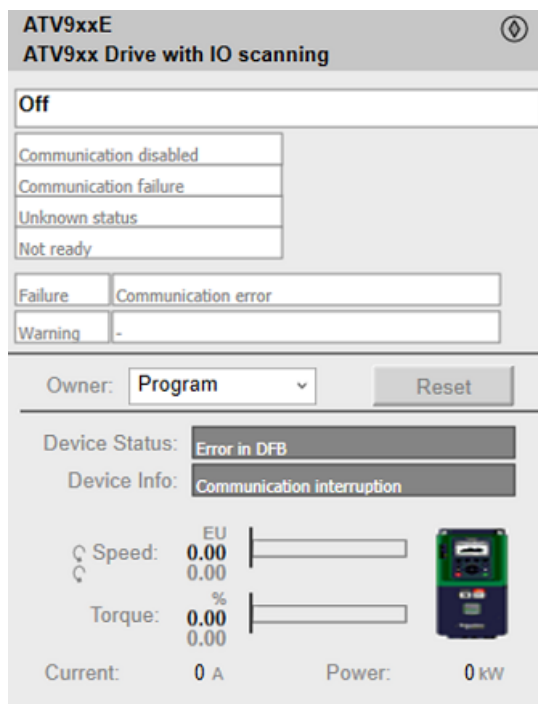 ATV9xxE
ATV9xx Drive with IO scanning
Off
Communication disabled
Communication failure
Unknown status
Not ready
Failure Communication error
Warning -
Owner: Program Reset
Device Status: Error in DFB
Device Info: Communication interruption
EU
Speed: 0.00
0.00
%
Torque: 0.00
0.00
Current: 0 A Power: 0 kW